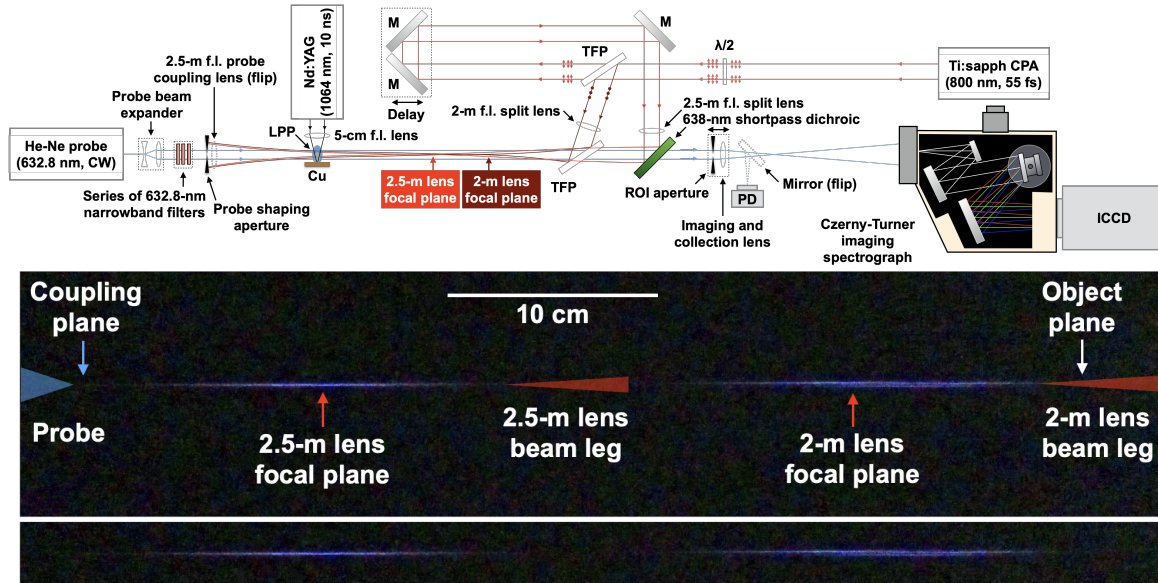 M
M
M
Delay
TFP
λ/2
Ti:sapph CPA
(800 nm, 55 fs)
2.5-m f.l. probe
coupling lens (flip)
Nd:YAG
(1064 nm, 10 ns)
Probe beam
expander
LPP
5-cm f.l. lens
2-m f.l. split lens
2.5-m f.l. split lens
638-nm shortpass dichroic
He-Ne probe
(632.8 nm, CW)
Cu
2.5-m lens
focal plane
2-m lens
focal plane
TFP
ROI aperture
PD
Mirror (flip)
Series of 632.8-nm
narrowband filters
Probe shaping
aperture
Imaging and
collection lens
Czerny-Turner
imaging
spectrograph
ICCD
Coupling
plane
10 cm
Object
plane
Probe
2.5-m lens
focal plane
2.5-m lens
beam leg
2-m lens
focal plane
2-m lens
beam leg